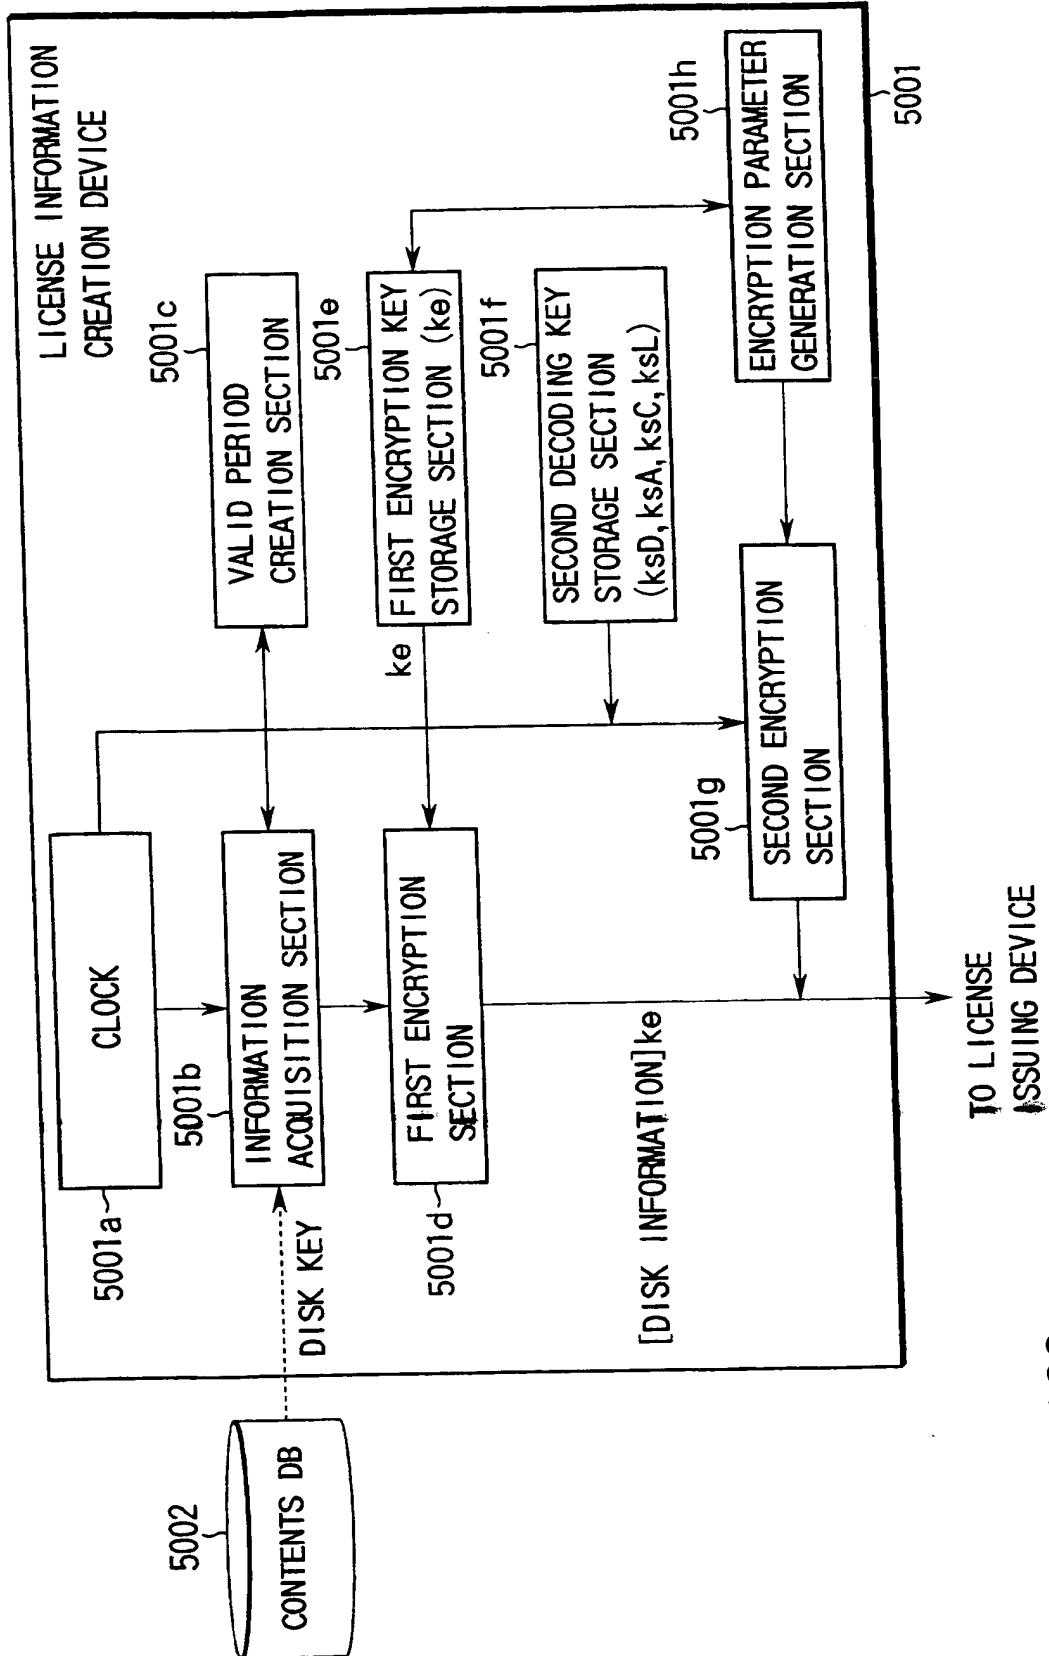 LICENSE INFORMATION
CREATION DEVICE
5001
5001a
CLOCK
5001b
INFORMATION
ACQUISITION SECTION
5001c
VALID PERIOD
CREATION SECTION
5002
CONTENTS DB
DISK KEY
5001d
FIRST ENCRYPTION
SECTION
ke
5001e
FIRST ENCRYPTION KEY
STORAGE SECTION (ke)
5001f
SECOND DECODING KEY
STORAGE SECTION
(ksD, ksA, ksC, ksL)
[DISK INFORMATION]ke
5001g
SECOND ENCRYPTION
SECTION
5001h
ENCRYPTION PARAMETER
GENERATION SECTION
TO LICENSE
ISSUING DEVICE